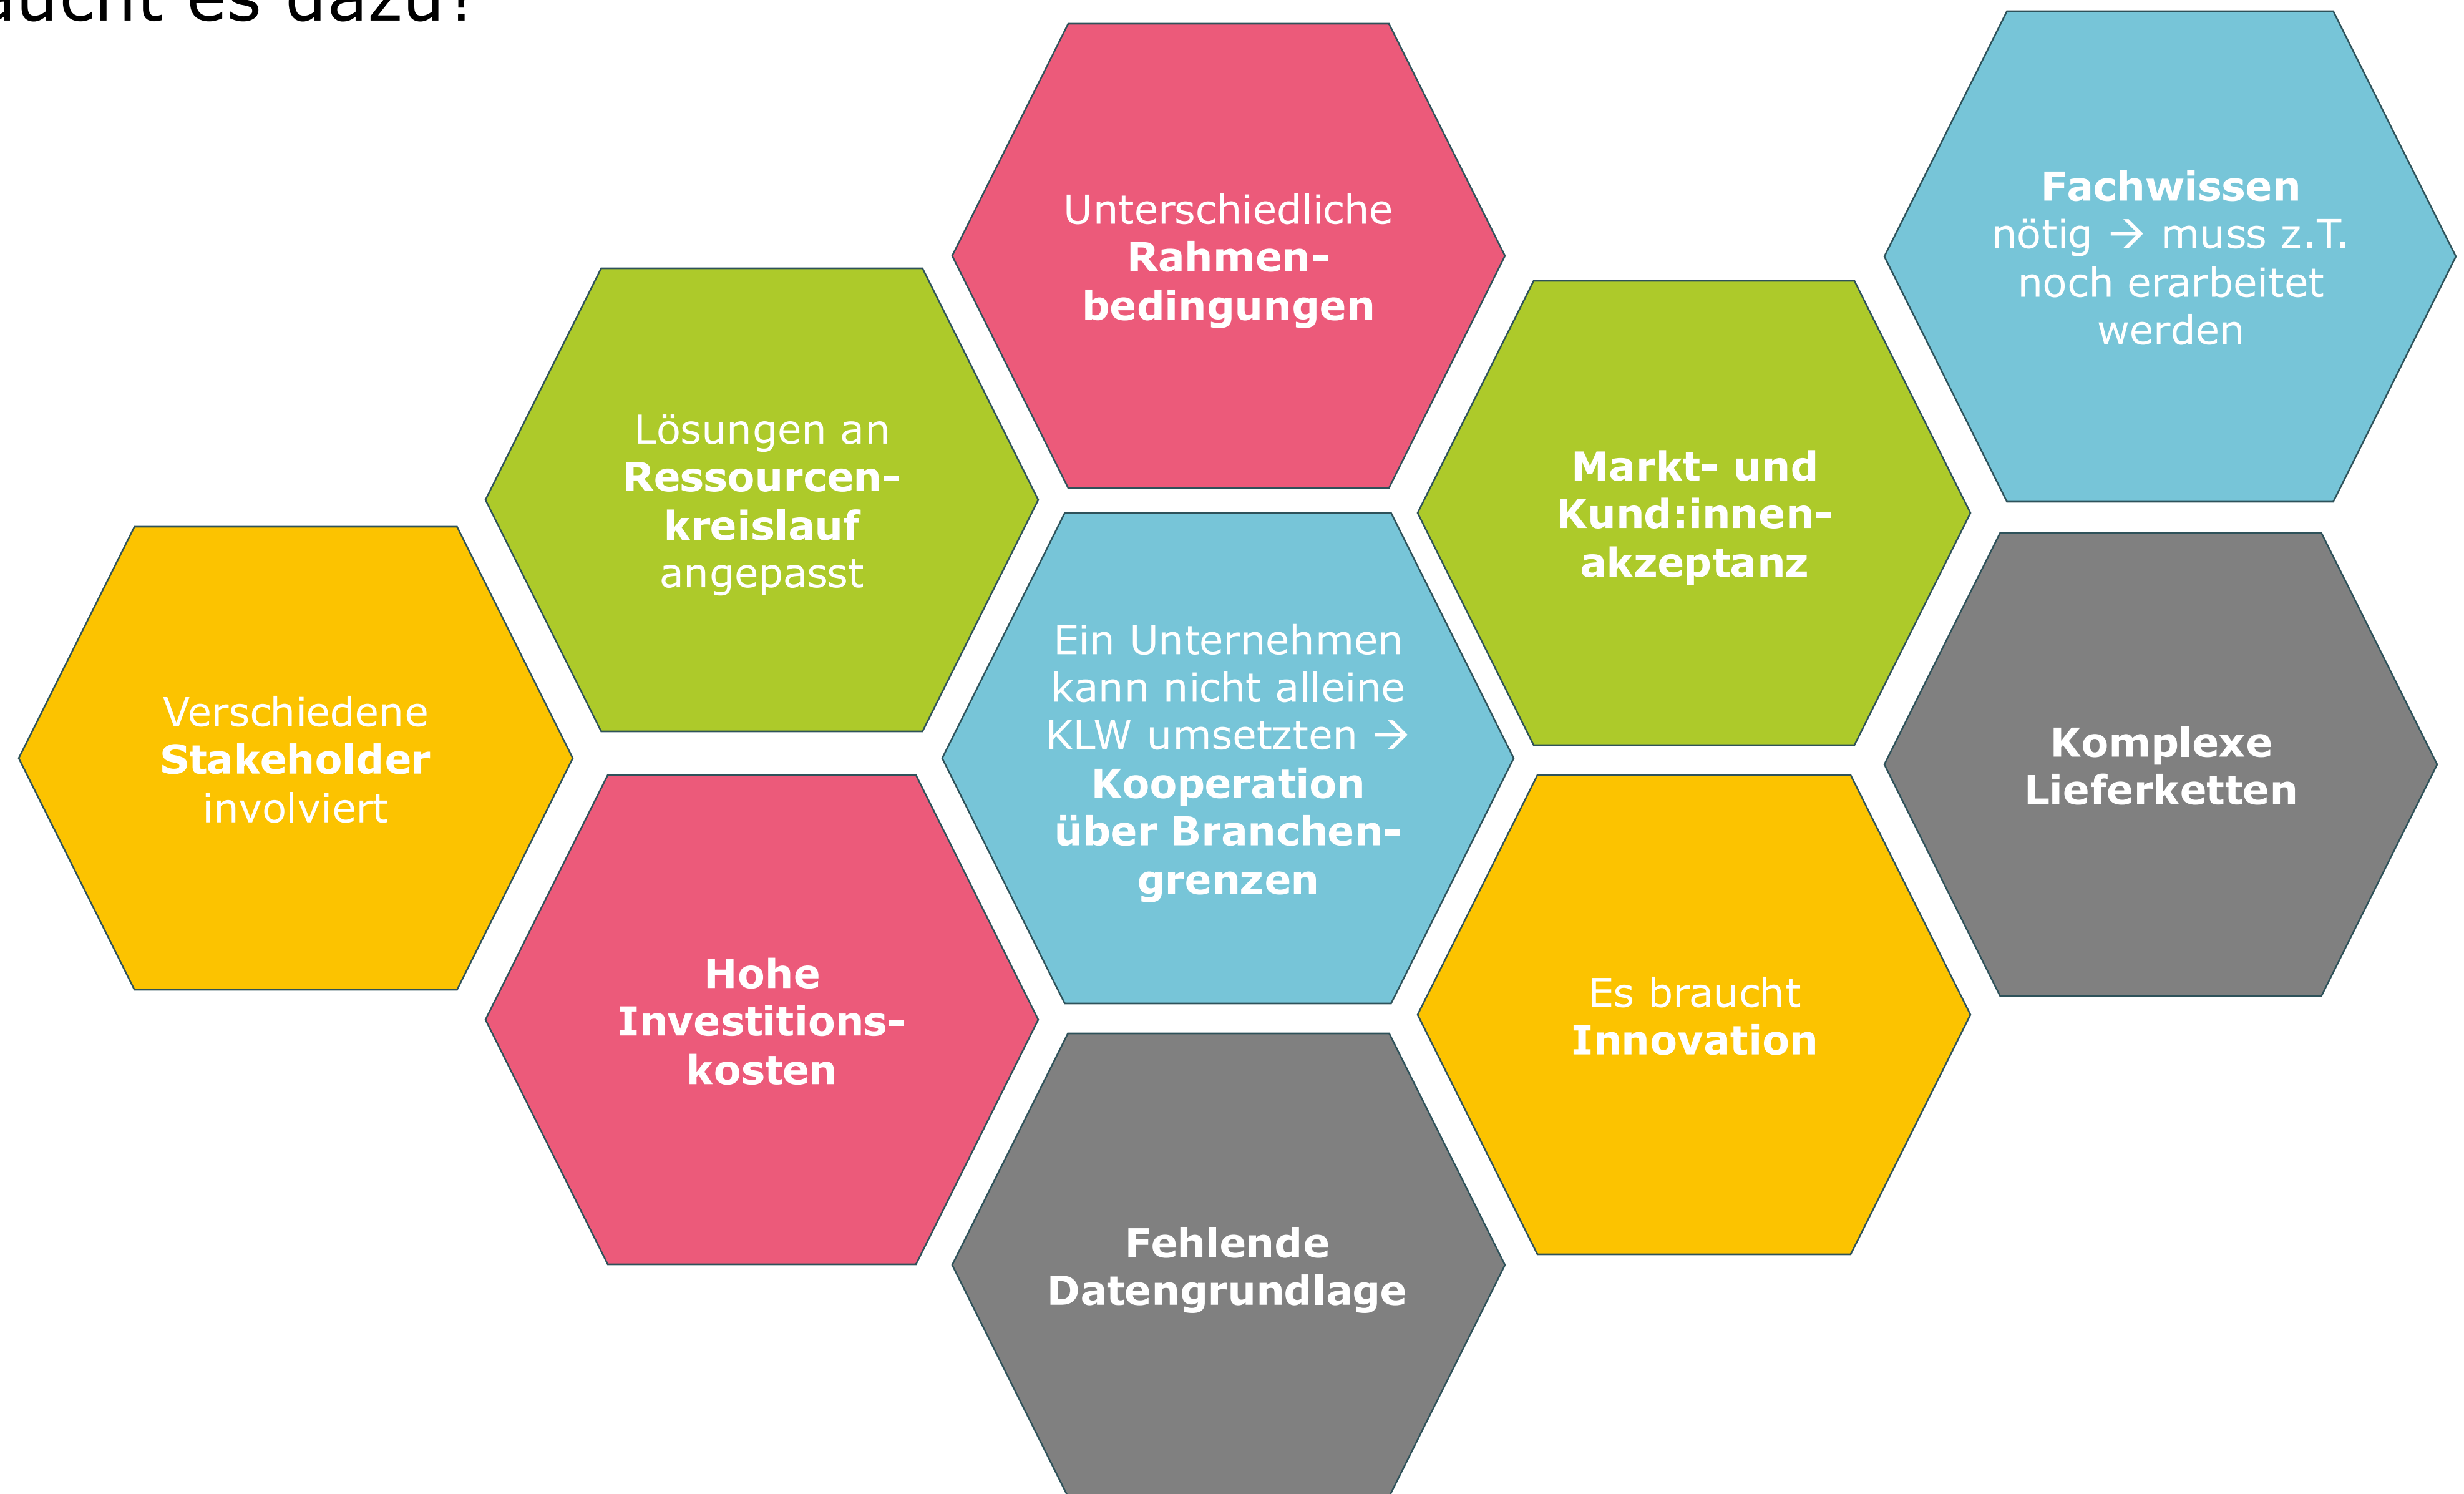 es dazu?
Unterschiedliche
Rahmen-
bedingungen
Fachwissen
nötig → muss z.T.
noch erarbeitet
werden
Lösungen an
Ressourcen-
kreislauf
angepasst
Markt- und
Kund:innen-
akzeptanz
Verschiedene
Stakeholder
involviert
Ein Unternehmen
kann nicht alleine
KLW umsetzten →
Kooperation
über Branchen-
grenzen
Komplexe
Lieferketten
Hohe
Investitions-
kosten
Es braucht
Innovation
Fehlende
Datengrundlage